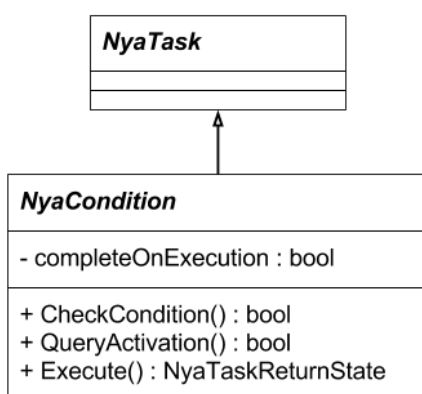 NyaTask
NyaCondition
- completeOnExecution : bool
+ CheckCondition() : bool
+ QueryActivation() : bool
+ Execute() : NyaTaskReturnState